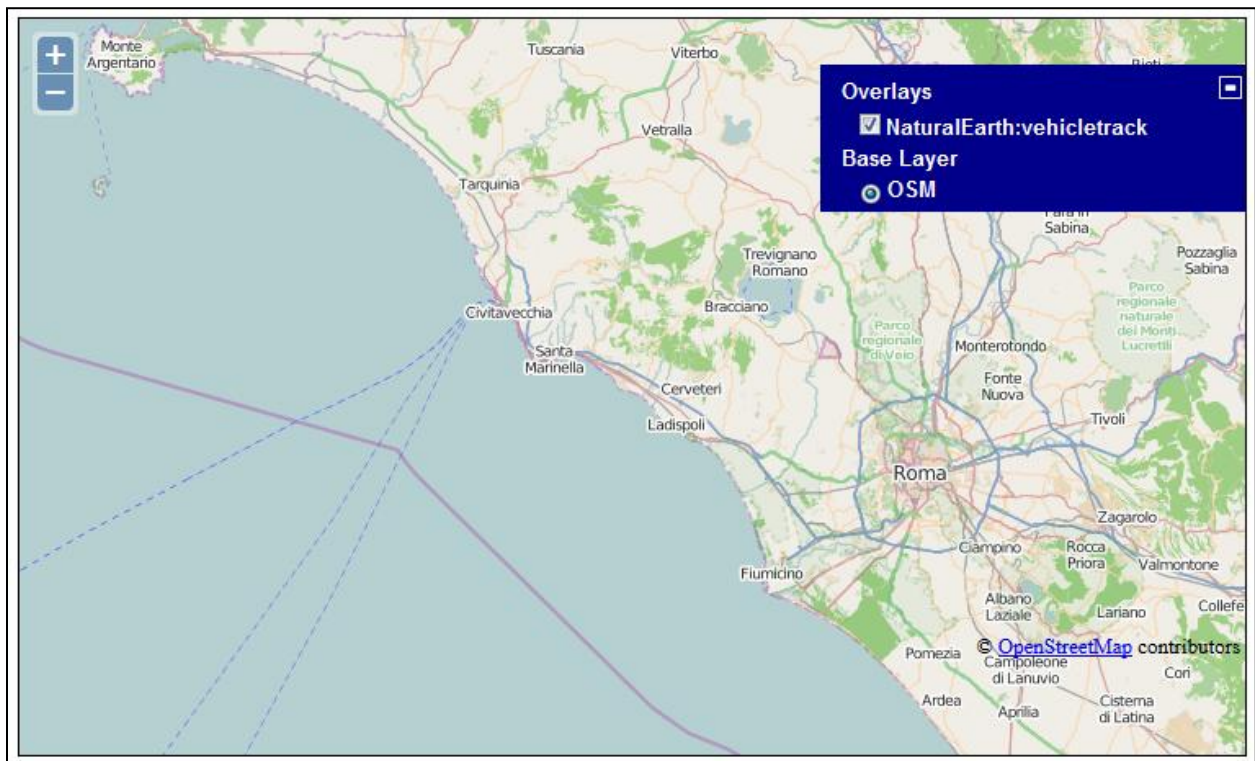 +
−
Monte
Argentario
Tuscania
Viterbo
Overlays
NaturalEarth:vehicletrack
Base Layer
OSM
Vetralla
Tarquinia
Sabina
Pozzaglia
Sabina
Trevignano
Romano
Bracciano
Civitavecchia
Parco
regionale
naturale
dei Monti
Lucretili
Parco
regionale
di Veio
Monterotondo
Santa
Marinella
Fonte
Nuova
Cerveteri
Tivoli
Ladispoli
Roma
Zagarolo
Ciampino
Rocca
Priora
Valmontone
Fiumicino
Albano
Laziale
Lariano
Collefe
© OpenStreetMap contributors
Pomezia
Campoleone
di Lanuvio
Cori
Ardea
Aprilia
Cisterna
di Latina